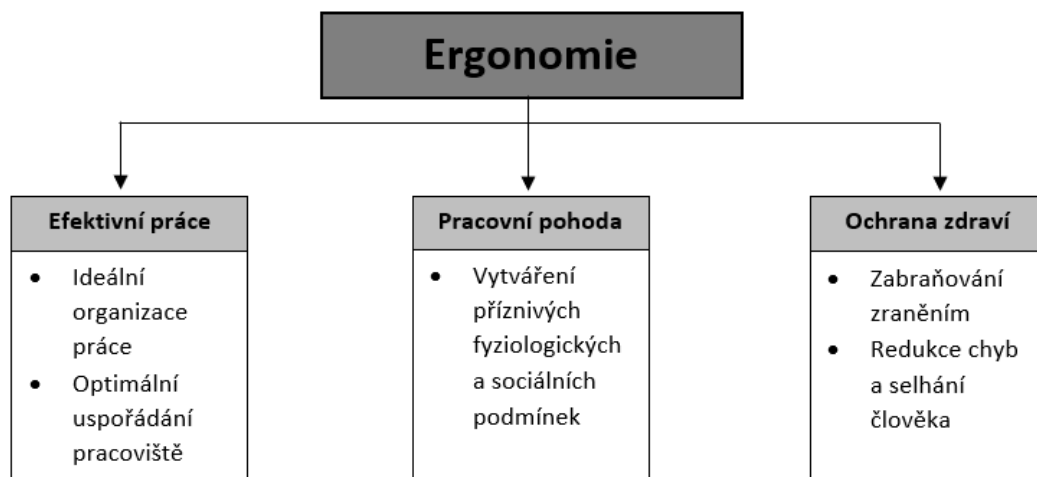 Ergonomie
Efektivní práce
• Ideální
organizace
práce
• Optimální
uspořádání
pracoviště
Pracovní pohoda
• Vytváření
příznivých
fyziologických
a sociálních
podmínek
Ochrana zdraví
• Zabraňování
zraněním
• Redukce chyb
a selhání
člověka